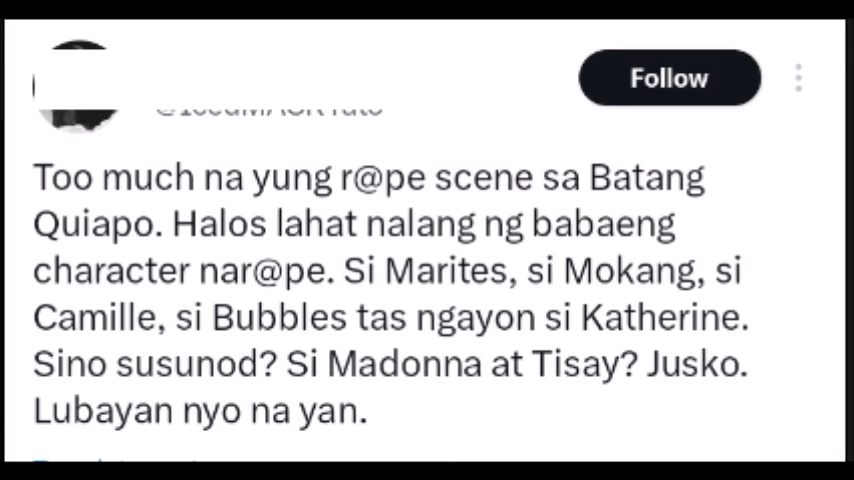 Follow
Too much na yung r@pe scene sa Batang
Quiapo. Halos lahat nalang ng babaeng
character nar@pe. Si Marites, si Mokang, si
Camille, si Bubbles tas ngayon si Katherine.
Sino susunod? Si Madonna at Tisay? Jusko.
Lubayan nyo na yan.